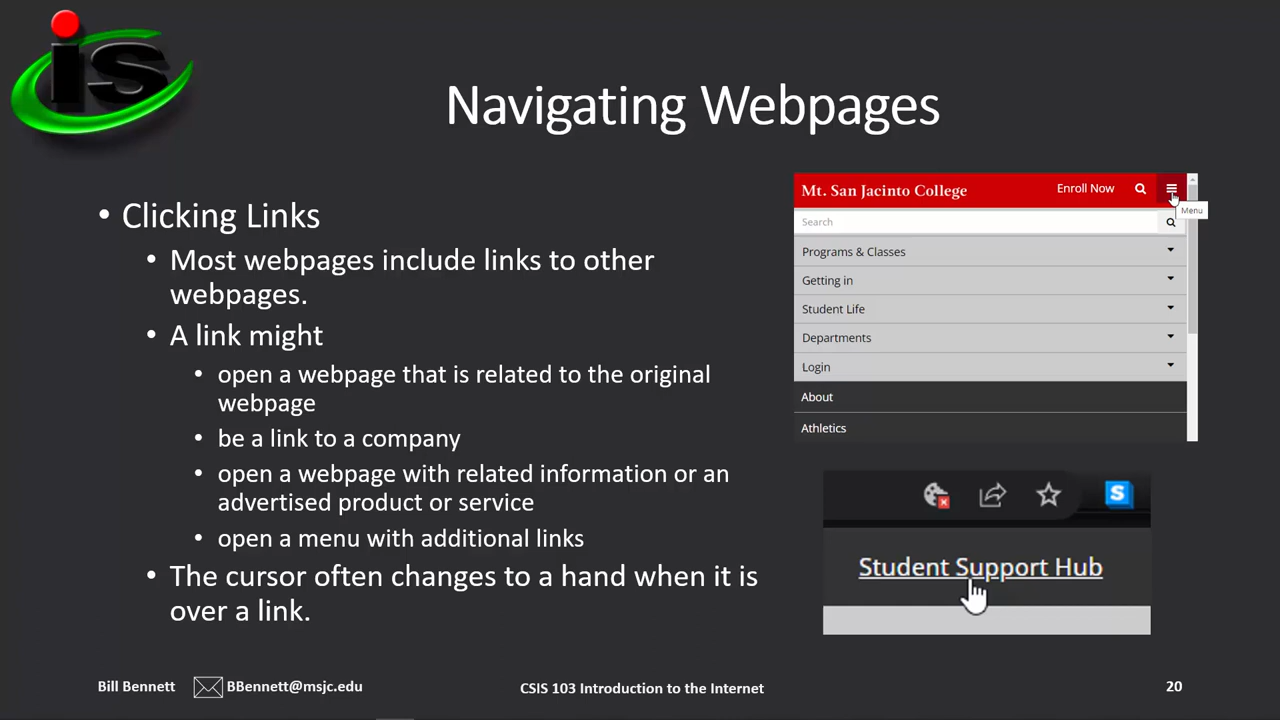 is
Navigating Webpages
• Clicking Links
• Most webpages include links to other
webpages.
• A link might
• open a webpage that is related to the original
webpage
• be a link to a company
• open a webpage with related information or an
advertised product or service
• open a menu with additional links
• The cursor often changes to a hand when it is
over a link.
Mt. San Jacinto College Enroll Now
Menu
Search
Programs & Classes
Getting in
Student Life
Departments
Login
About
Athletics
S
Student Support Hub
Bill Bennett BBennett@msjc.edu CSIS 103 Introduction to the Internet 20